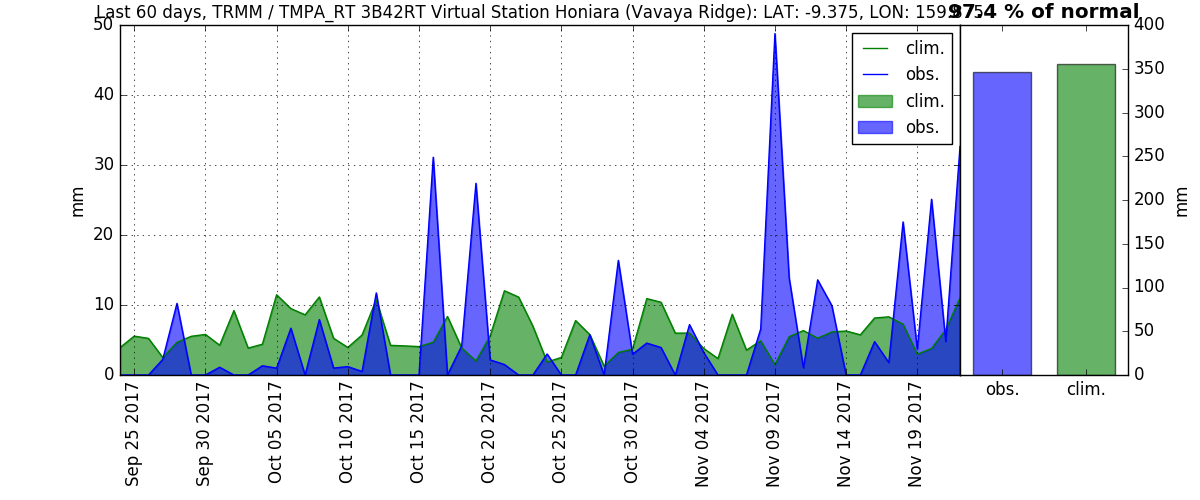 Last 60 days, TRMM / TMPA_RT 3B42RT Virtual Station Honiara (Vavaya Ridge): LAT: -9.375, LON:
97.4 % of normal
50
40
30
20
10
0
mm
clim.
obs.
clim.
obs.
400
350
300
250
200
150
100
50
0
mm
obs.
clim.
Sep 25 2017
Sep 30 2017
Oct 05 2017
Oct 10 2017
Oct 15 2017
Oct 20 2017
Oct 25 2017
Oct 30 2017
Nov 04 2017
Nov 09 2017
Nov 14 2017
Nov 19 2017